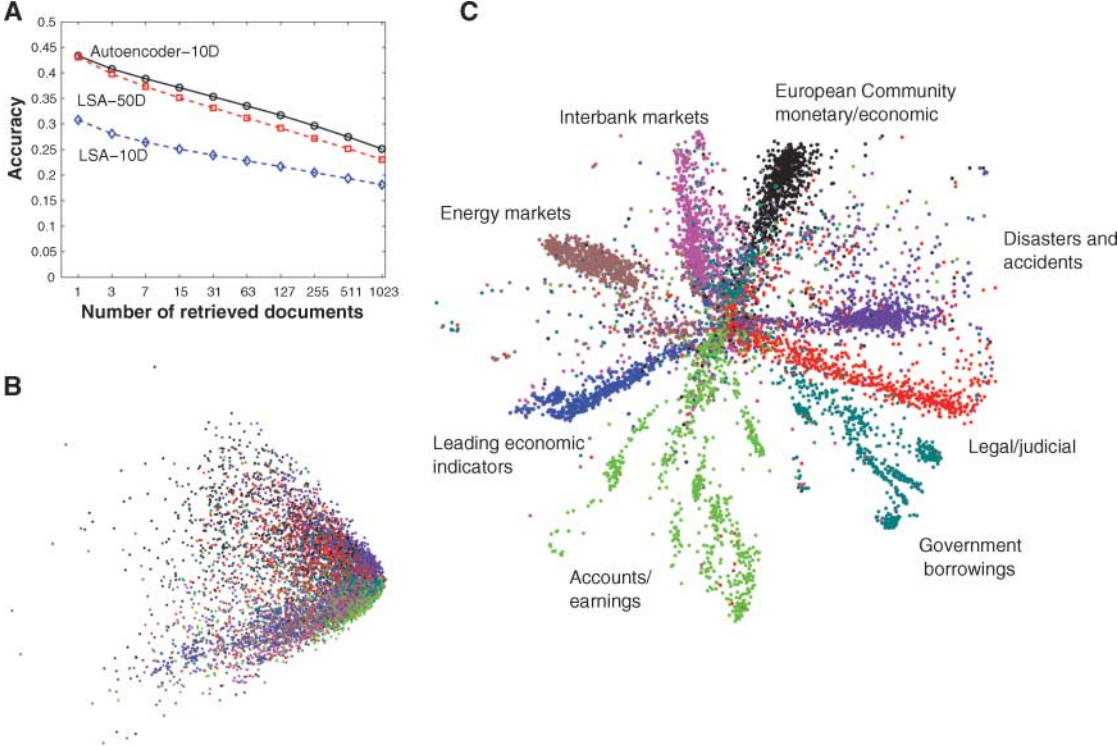 A
0.5
0.45
0.4
0.35
0.3
0.25
0.2
0.15
0.1
0.05
0
Accuracy
Autoencoder-10D
LSA-50D
LSA-10D
1 3 7 15 31 63 127 255 511 1023
Number of retrieved documents
B
C
European Community
monetary/economic
Interbank markets
Energy markets
Disasters and
accidents
Leading economic
indicators
Legal/judicial
Government
borrowings
Accounts/
earnings